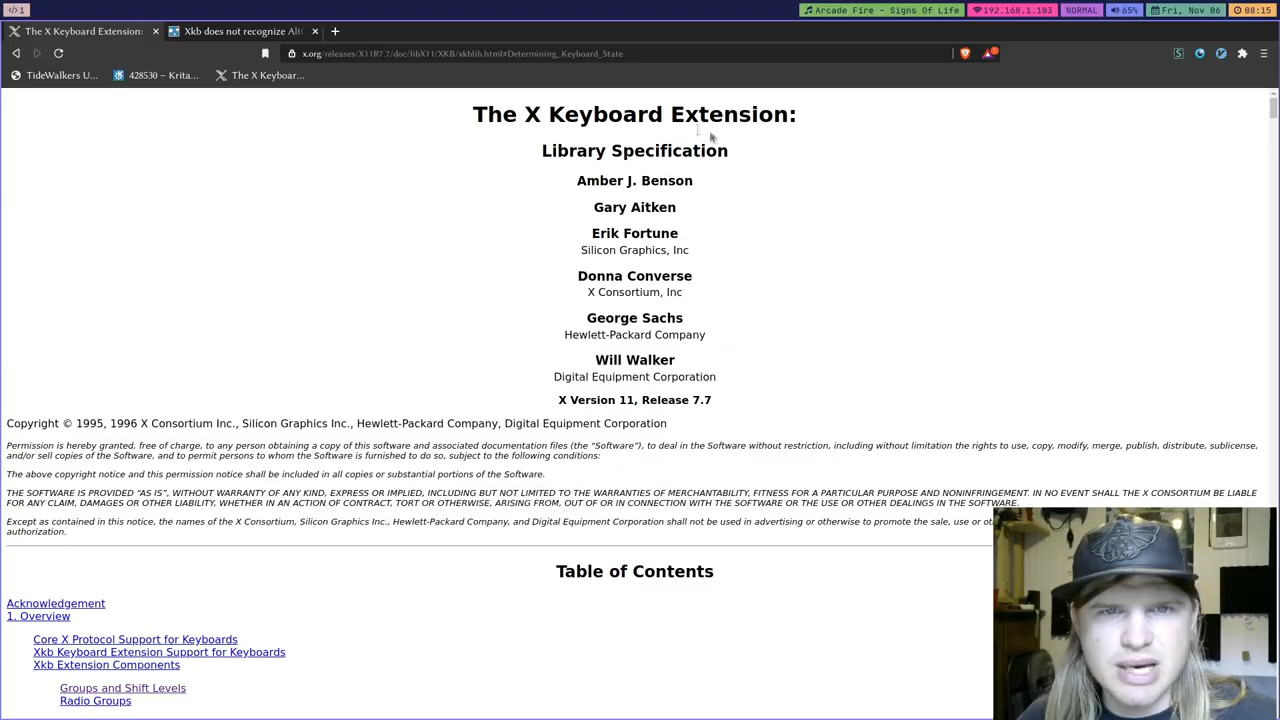 1
Arcade Fire - Signs Of Life
192.168.1.103
NORMAL
65%
Fri, Nov 06
08:15
The X Keyboard Extension:
Xkb does not recognize Alt
x.org/releases/X11R7.7/doc/libX11/XKB/xkblib.html#Determining_Keyboard_State
TideWalkers U...
428530 – Krita...
The X Keyboar...
The X Keyboard Extension:
Library Specification
Amber J. Benson
Gary Aitken
Erik Fortune
Silicon Graphics, Inc
Donna Converse
X Consortium, Inc
George Sachs
Hewlett-Packard Company
Will Walker
Digital Equipment Corporation
X Version 11, Release 7.7
Copyright © 1995, 1996 X Consortium Inc., Silicon Graphics Inc., Hewlett-Packard Company, Digital Equipment Corporation
Permission is hereby granted, free of charge, to any person obtaining a copy of this software and associated documentation files (the “Software”), to deal in the Software without restriction, including without limitation the rights to use, copy, modify, merge, publish, distribute, sublicense,
and/or sell copies of the Software, and to permit persons to whom the Software is furnished to do so, subject to the following conditions:
The above copyright notice and this permission notice shall be included in all copies or substantial portions of the Software.
THE SOFTWARE IS PROVIDED “AS IS”, WITHOUT WARRANTY OF ANY KIND, EXPRESS OR IMPLIED, INCLUDING BUT NOT LIMITED TO THE WARRANTIES OF MERCHANTABILITY, FITNESS FOR A PARTICULAR PURPOSE AND NONINFRINGEMENT. IN NO EVENT SHALL THE X CONSORTIUM BE LIABLE
FOR ANY CLAIM, DAMAGES OR OTHER LIABILITY, WHETHER IN AN ACTION OF CONTRACT, TORT OR OTHERWISE, ARISING FROM, OUT OF OR IN CONNECTION WITH THE SOFTWARE OR THE USE OR OTHER DEALINGS IN THE SOFTWARE.
Except as contained in this notice, the names of the X Consortium, Silicon Graphics Inc., Hewlett-Packard Company, and Digital Equipment Corporation shall not be used in advertising or otherwise to promote the sale, use or
authorization.
Table of Contents
Acknowledgement
1. Overview
Core X Protocol Support for Keyboards
Xkb Keyboard Extension Support for Keyboards
Xkb Extension Components
Groups and Shift Levels
Radio Groups